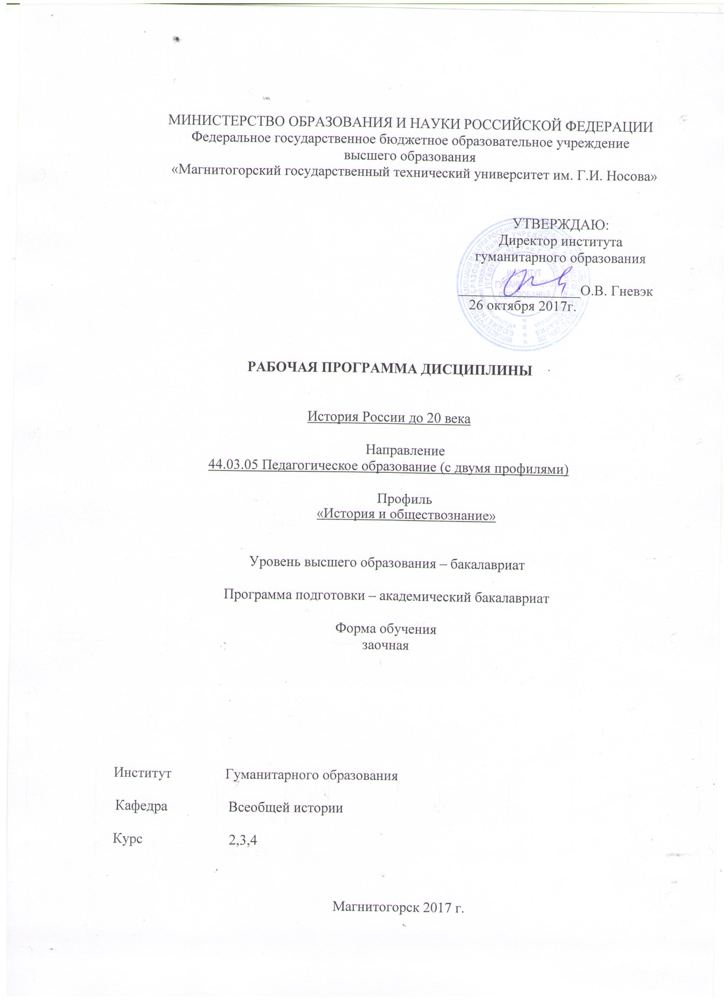 МИНИСТЕРСТВО ОБРАЗОВАНИЯ И НАУКИ РОССИЙСКОЙ ФЕДЕРАЦИИ
Федеральное государственное бюджетное образовательное учреждение
высшего образования
«Магнитогорский государственный технический университет им. Г.И. Носова»
УТВЕРЖДАЮ:
Директор института
гуманитарного образования
ИНСТИТУТ
ГУМАНИТАРНОГО
ОБРАЗОВАНИЯ
О.В. Гневэк
26 октября 2017г.
РАБОЧАЯ ПРОГРАММА ДИСЦИПЛИНЫ
История России до 20 века
Направление
44.03.05 Педагогическое образование (с двумя профилями)
Профиль
«История и обществознание»
Уровень высшего образования – бакалавриат
Программа подготовки – академический бакалавриат
Форма обучения
заочная
Институт Гуманитарного образования
Кафедра Всеобщей истории
Курс 2,3,4
Магнитогорск 2017 г.